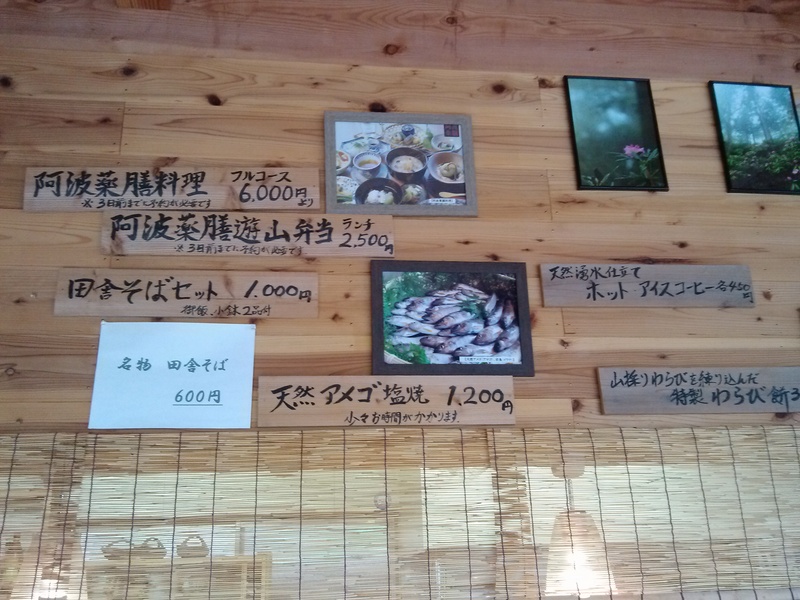 阿波薬膳料理 フルコース 6,000円より
※3日前までに予約が必要です
阿波薬膳遊山弁当 ランチ 2,500円
※3日前までに予約が必要です
田舎そばセット 1,000円
御飯、小鉢2品付
名物 田舎そば
600円
天然アメゴ塩焼 1,200円
少々お時間がかかります
天然湧水仕立て
ホット アイスコーヒー各450円
山採りわらびを練り込んだ
特製 わらび餅